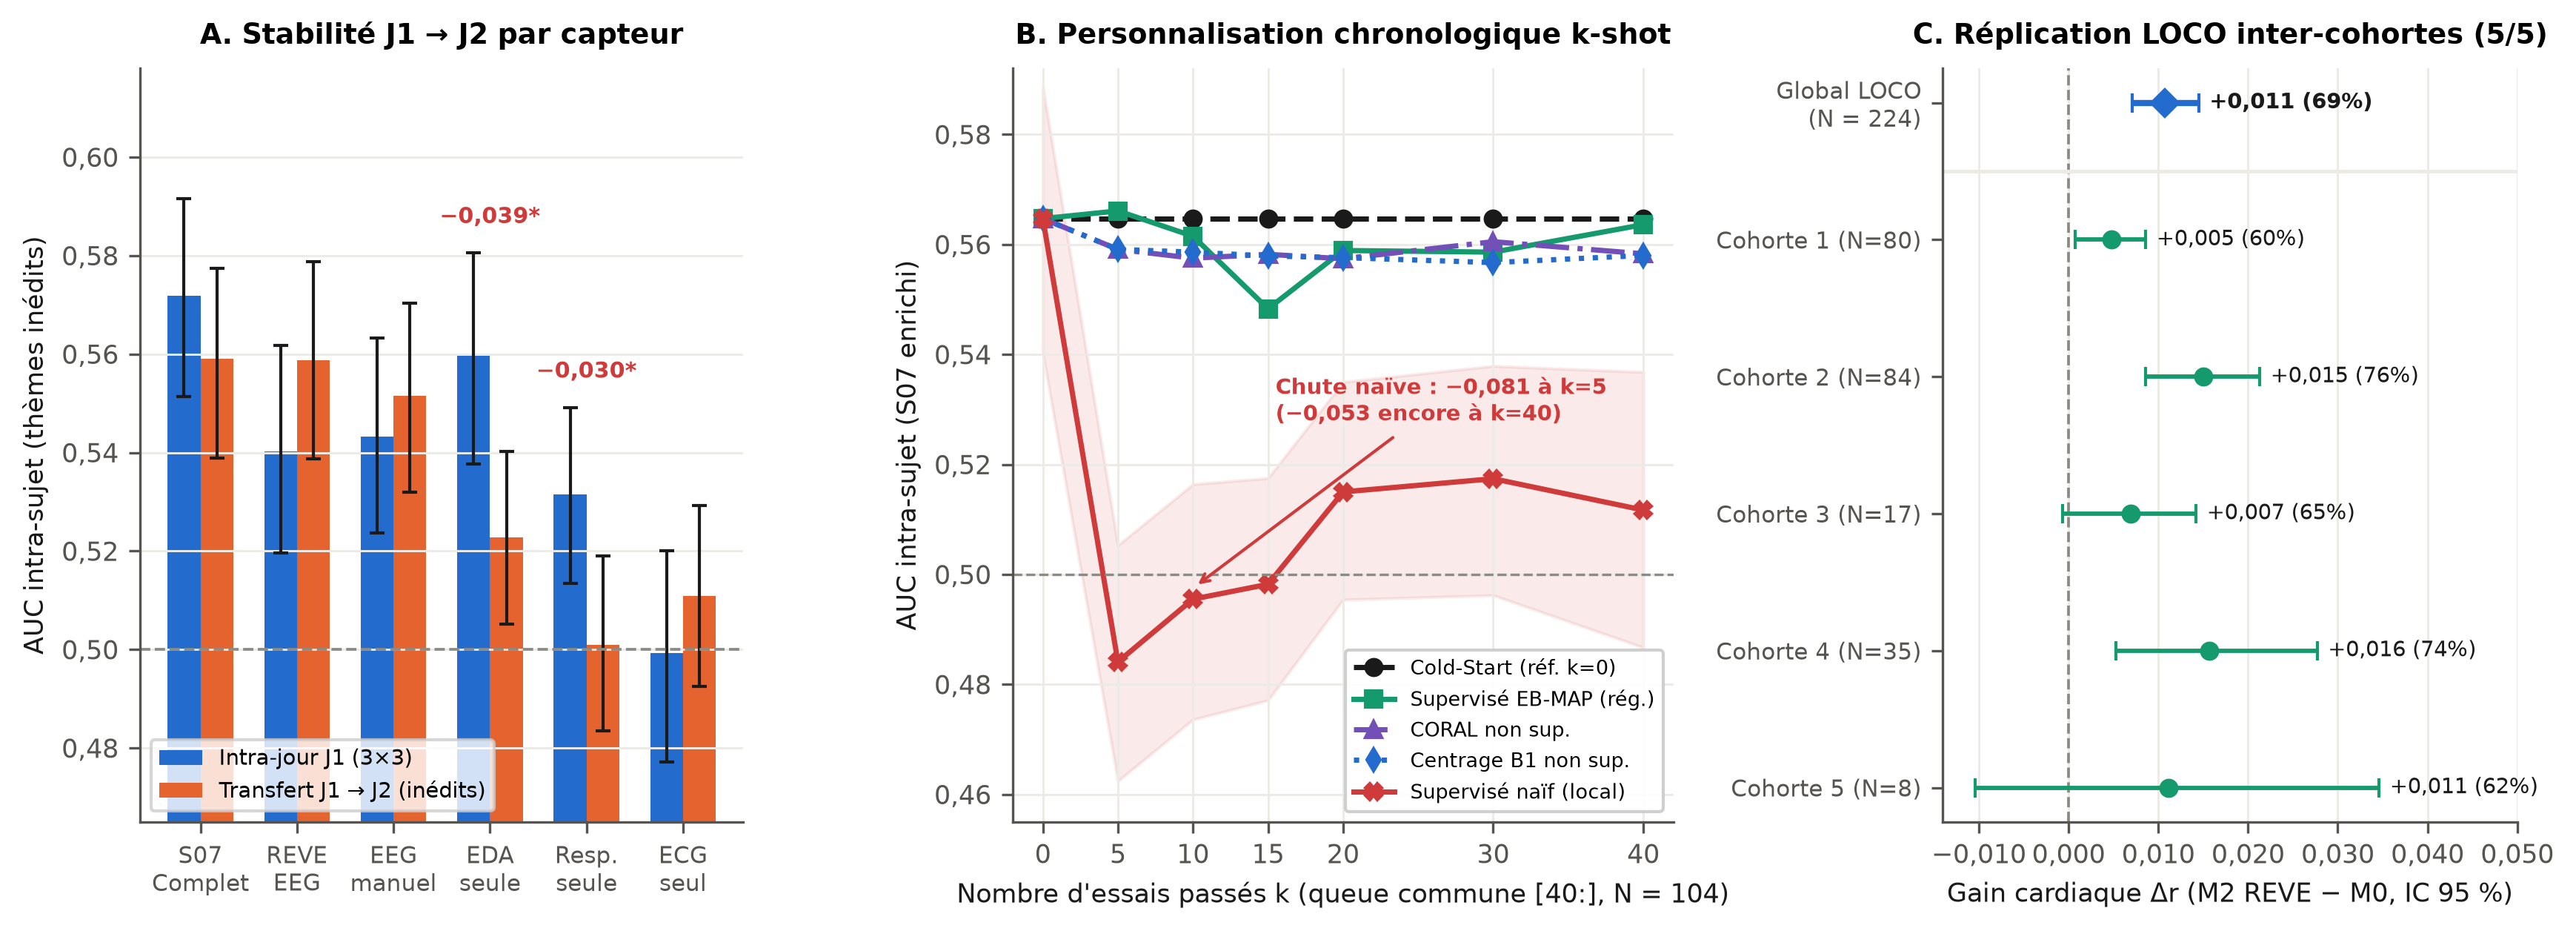 A. Stabilité J1 → J2 par capteur
AUC intra-sujet (thèmes inédits)
0,60
0,58
0,56
0,54
0,52
0,50
0,48
−0,039*
−0,030*
Intra-jour J1 (3×3)
Transfert J1 → J2 (inédits)
S07
Complet
REVE
EEG
EEG
manuel
EDA
seule
Resp.
seule
ECG
seul
B. Personnalisation chronologique k-shot
AUC intra-sujet (S07 enrichi)
0,58
0,56
0,54
0,52
0,50
0,48
0,46
Chute naïve : −0,081 à k=5
(−0,053 encore à k=40)
Cold-Start (réf. k=0)
Supervisé EB-MAP (rég.)
CORAL non sup.
Centrage B1 non sup.
Supervisé naïf (local)
0 5 10 15 20 30 40
Nombre d'essais passés k (queue commune [40:], N = 104)
C. Réplication LOCO inter-cohortes (5/5)
Global LOCO
(N = 224)
+0,011 (69%)
Cohorte 1 (N=80)
+0,005 (60%)
Cohorte 2 (N=84)
+0,015 (76%)
Cohorte 3 (N=17)
+0,007 (65%)
Cohorte 4 (N=35)
+0,016 (74%)
Cohorte 5 (N=8)
+0,011 (62%)
−0,010 0,000 0,010 0,020 0,030 0,040 0,050
Gain cardiaque Δr (M2 REVE − M0, IC 95 %)